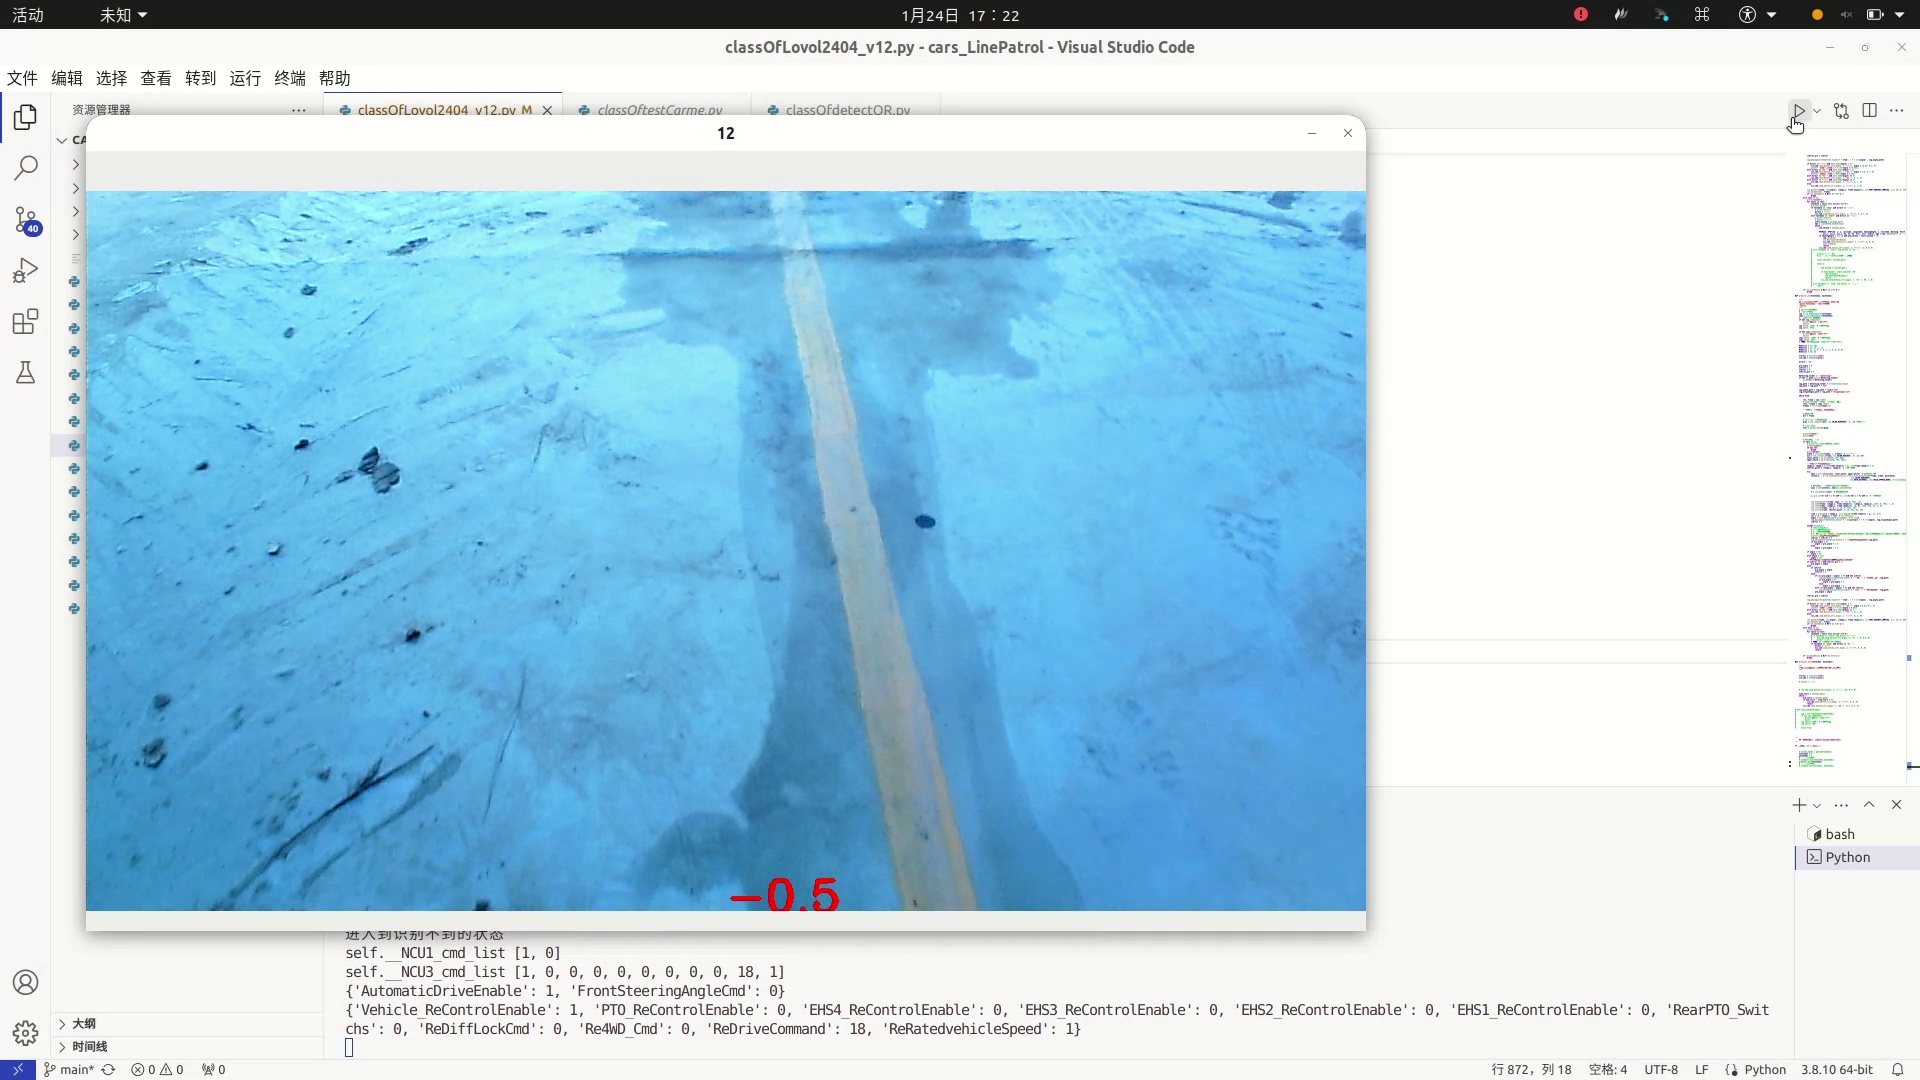 活动
未知
1月24日 17：22
classOfLovol2404_v12.py - cars_LinePatrol - Visual Studio Code
文件 编辑 选择 查看 转到 运行 终端 帮助
资源管理器
classOfLovol2404_v12.py M
classOftestCarme.py
classOfdetectQR.py
CA
12
40
-0.5
进入到识别不到的状态
self.__NCU1_cmd_list [1, 0]
self.__NCU3_cmd_list [1, 0, 0, 0, 0, 0, 0, 0, 0, 18, 1]
{'AutomaticDriveEnable': 1, 'FrontSteeringAngleCmd': 0}
{'Vehicle_ReControlEnable': 1, 'PTO_ReControlEnable': 0, 'EHS4_ReControlEnable': 0, 'EHS3_ReControlEnable': 0, 'EHS2_ReControlEnable': 0, 'EHS1_ReControlEnable': 0, 'RearPTO_Swit
chs': 0, 'ReDiffLockCmd': 0, 'Re4WD_Cmd': 0, 'ReDriveCommand': 18, 'ReRatedvehicleSpeed': 1}
bash
Python
大纲
时间线
main*
0
0
0
行 872，列 18
空格: 4
UTF-8
LF
Python
3.8.10 64-bit